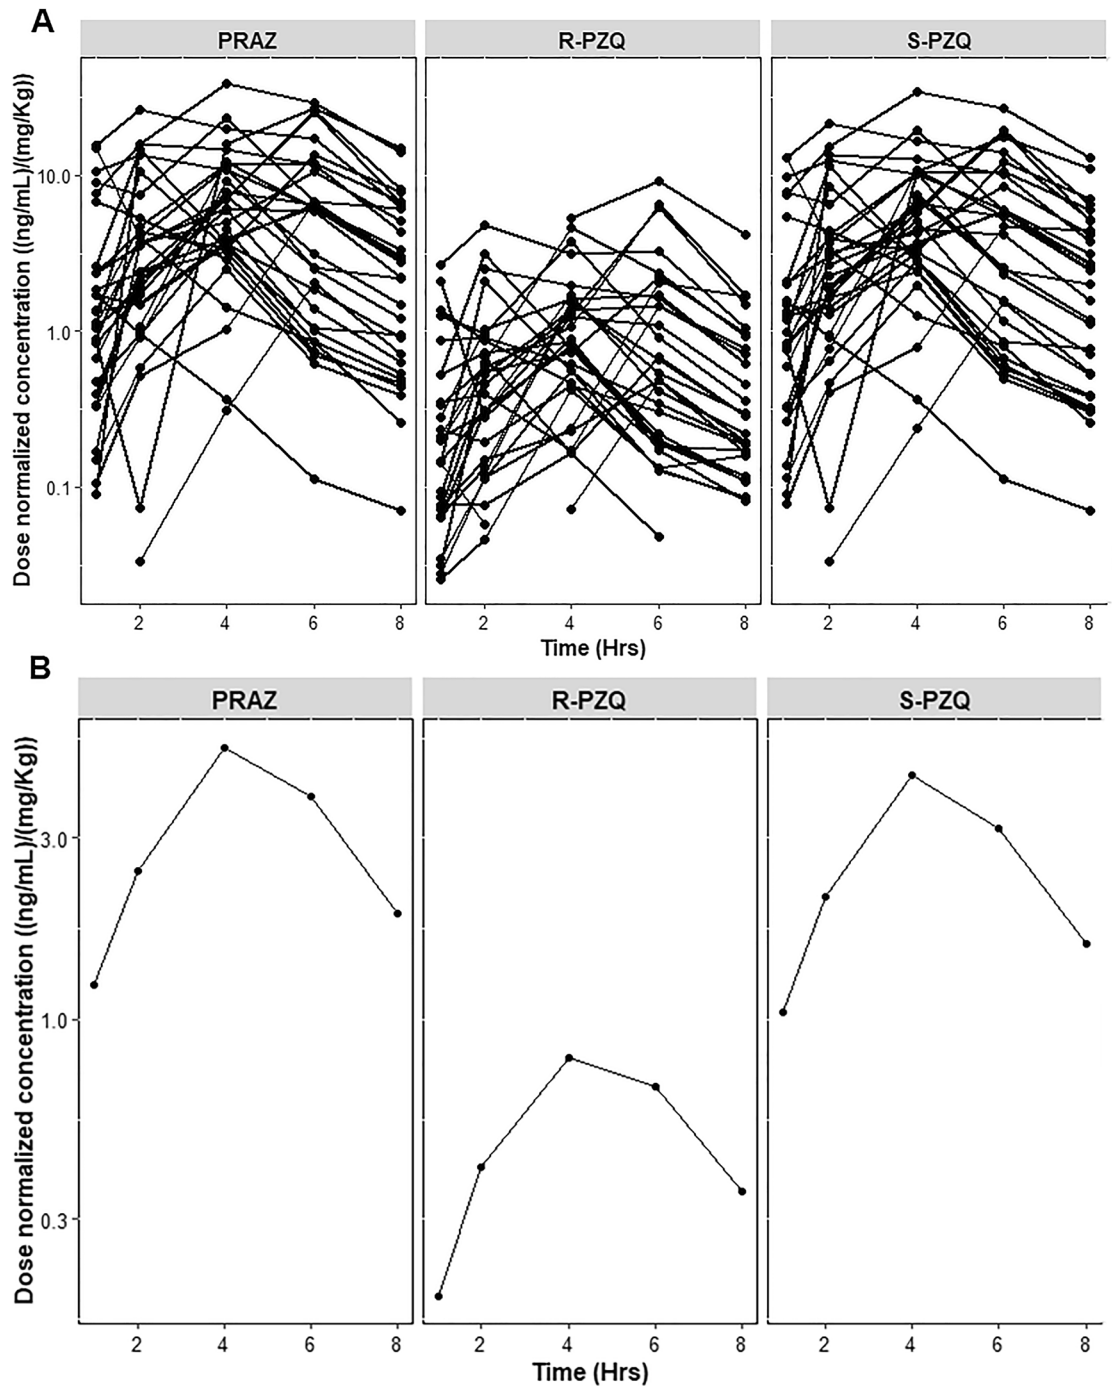 A
PRAZ
R-PZQ
S-PZQ
Dose normalized concentration ((ng/mL)/(mg/Kg))
10.0
1.0
0.1
2 4 6 8
2 4 6 8
2 4 6 8
Time (Hrs)
B
PRAZ
R-PZQ
S-PZQ
Dose normalized concentration ((ng/mL)/(mg/Kg))
3.0
1.0
0.3
2 4 6 8
2 4 6 8
2 4 6 8
Time (Hrs)